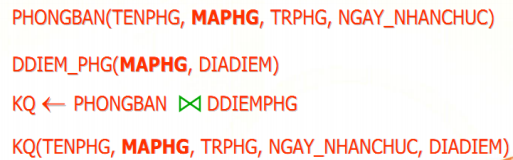 PHONGBAN(TENPHG, MAPHG, TRPHG, NGAY_NHANCHUC)
DDIEM_PHG(MAPHG, DIADIEM)
KQ ← PHONGBAN ⋈ DDIEMPHG
KQ(TENPHG, MAPHG, TRPHG, NGAY_NHANCHUC, DIADIEM)